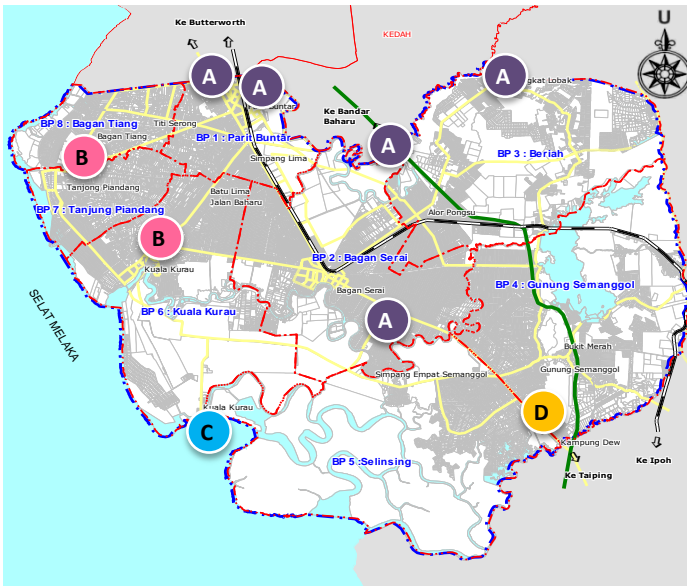 Ke Butterworth
KEDAH
U
A
A
A
gkat Lobak
Buntar
Ke Bandar
Baharu
BP 8 : Bagan Tiang
Titi Serong
Bagan Tiang
BP 1 : Parit Buntar
A
B
Simpang Lima
BP 3 : Beriah
Tanjong Piandang
Batu Lima
Jalan Baharu
BP 7 : Tanjung Piandang
Alor Pongsu
B
BP 2 : Bagan Serai
Kuala Kurau
Bagan Serai
BP 4 : Gunung Semanggol
SELAT MELAKA
BP 6 : Kuala Kurau
A
Bukit Merah
Simpang Empat Semanggol
Gunung Semanggol
Kuala Kurau
C
D
Kampung Dew
BP 5 :Selinsing
Ke Ipoh
Ke Taiping